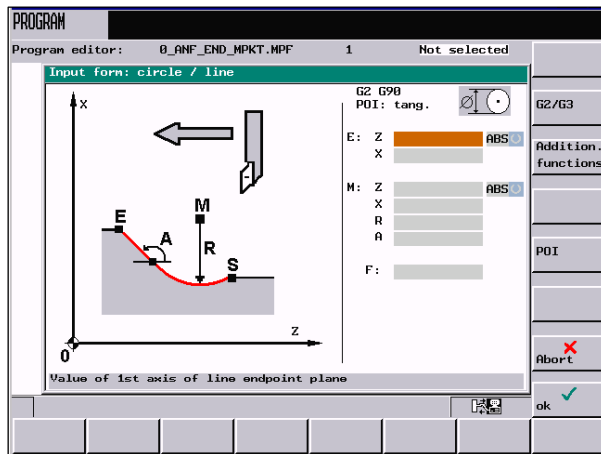 PROGRAM
Program editor: 0_ANF_END_MPKT.MPF 1 Not selected
Input form: circle / line
G2 G90
POI: tang.
E: Z ABS
X
M: Z ABS
X
R
A
F:
X
E
A
M
R
S
Z
0
Value of 1st axis of line endpoint plane
G2/G3
Addition.
functions
POI
Abort
ok